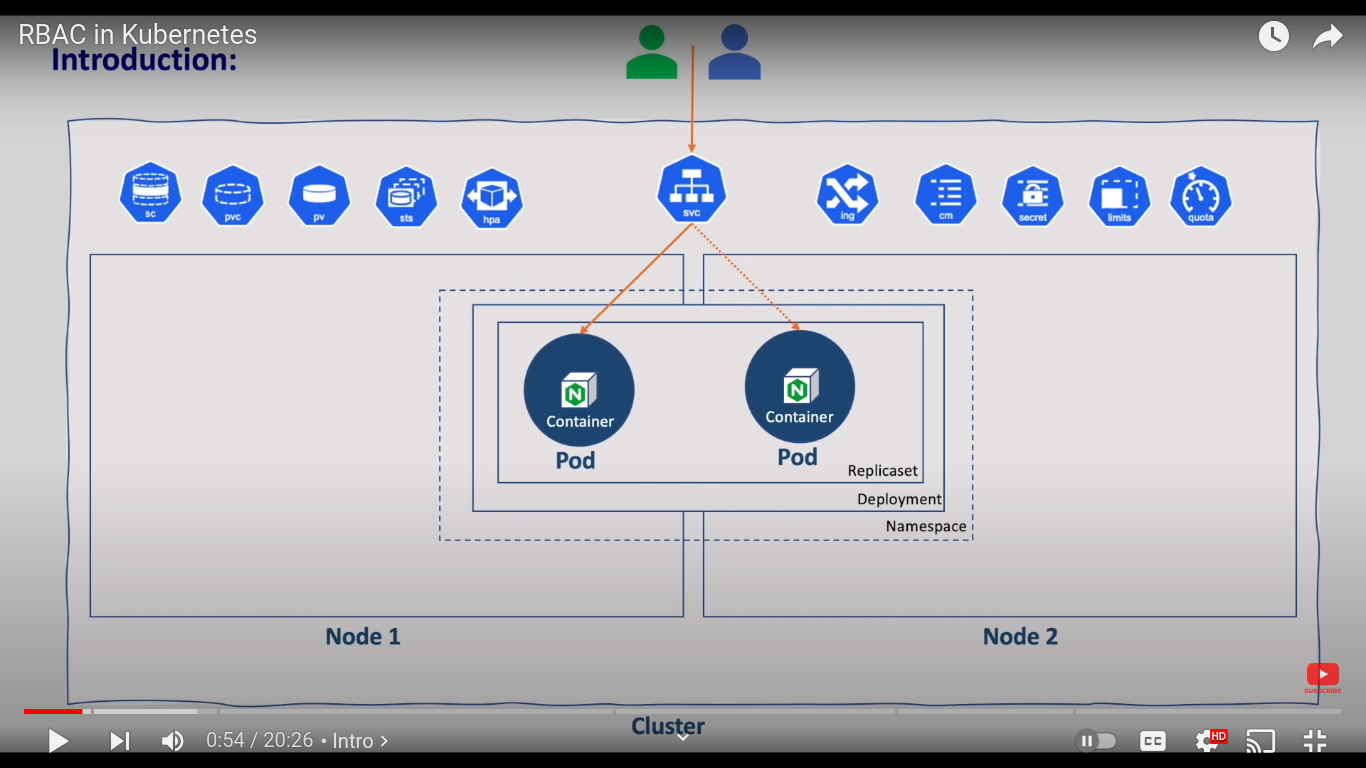 RBAC in Kubernetes
Introduction:
sc
pvc
pv
sts
hpa
svc
ing
cm
secret
limits
quota
N
Container
Pod
N
Container
Pod
Replicaset
Deployment
Namespace
Node 1
Node 2
SUBSCRIBE
Cluster
0:54 / 20:26 • Intro >
CC
HD